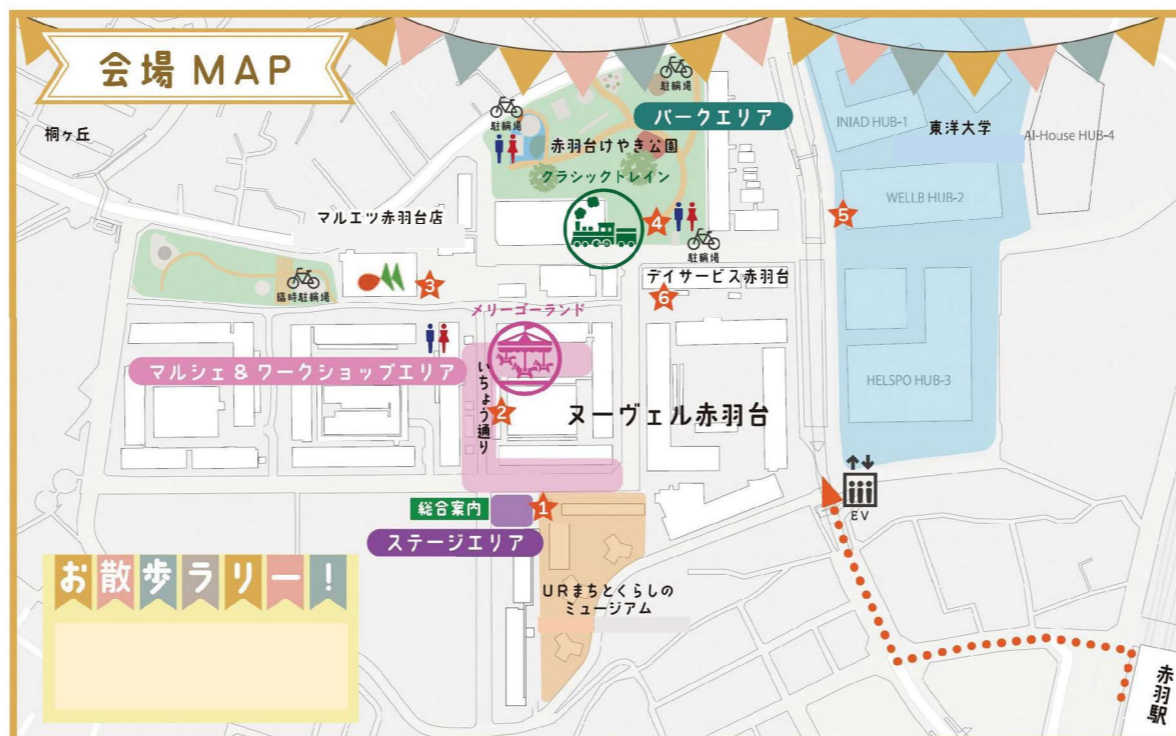 会場 MAP
桐ヶ丘
駐輪場
駐輪場
パークエリア
赤羽台けやき公園
クラシックトレイン
INIAD HUB-1
東洋大学
AI-House HUB-4
WELLB HUB-2
マルエツ赤羽台店
4
5
駐輪場
臨時駐輪場
3
デイサービス赤羽台
6
メリーゴーランド
マルシェ&ワークショップエリア
いちょう通り
2
ヌーヴェル赤羽台
HELSPO HUB-3
EV
総合案内
1
ステージエリア
お散歩ラリー!
URまちとくらしの
ミュージアム
赤羽駅